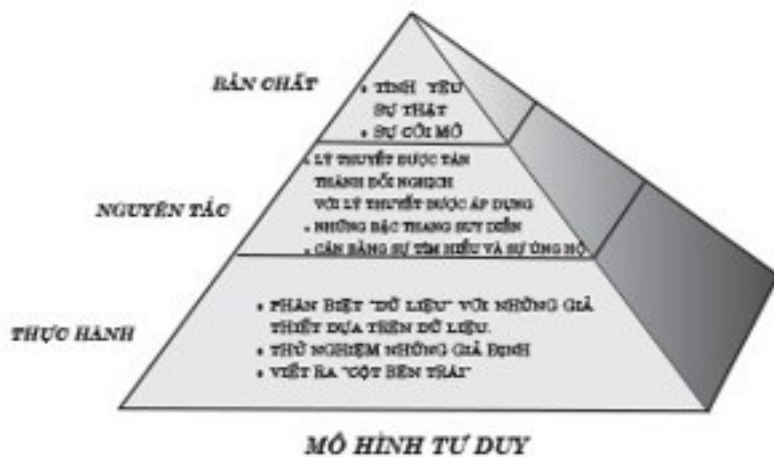 BẢN CHẤT
• TÌNH YÊU
SỰ THẬT
• SỰ CỞI MỞ
NGUYÊN TẮC
• LÝ THUYẾT ĐƯỢC TÁN
THÀNH ĐỐI NGHỊCH
VỚI LÝ THUYẾT ĐƯỢC ÁP DỤNG
• NHỮNG BẬC THANG SUY DIỄN
• CÂN BẰNG SỰ TÌM HIỂU VÀ SỰ ỦNG HỘ
THỰC HÀNH
• PHÂN BIỆT "DỮ LIỆU" VỚI NHỮNG GIẢ
THIẾT DỰA TRÊN DỮ LIỆU.
• THỬ NGHIỆM NHỮNG GIẢ ĐỊNH
• VIẾT RA "CỘT BÊN TRÁI"
MÔ HÌNH TƯ DUY